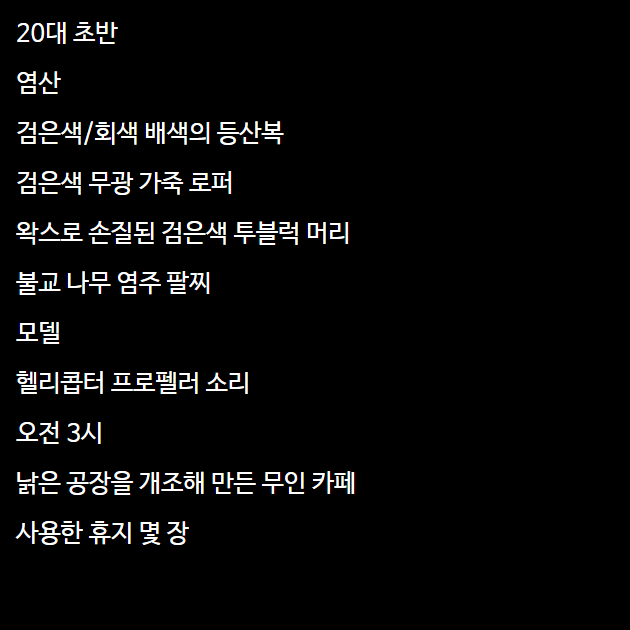 20대 초반
염산
검은색/회색 배색의 등산복
검은색 무광 가죽 로퍼
왁스로 손질된 검은색 투블럭 머리
불교 나무 염주 팔찌
모델
헬리콥터 프로펠러 소리
오전 3시
낡은 공장을 개조해 만든 무인 카페
사용한 휴지 몇 장